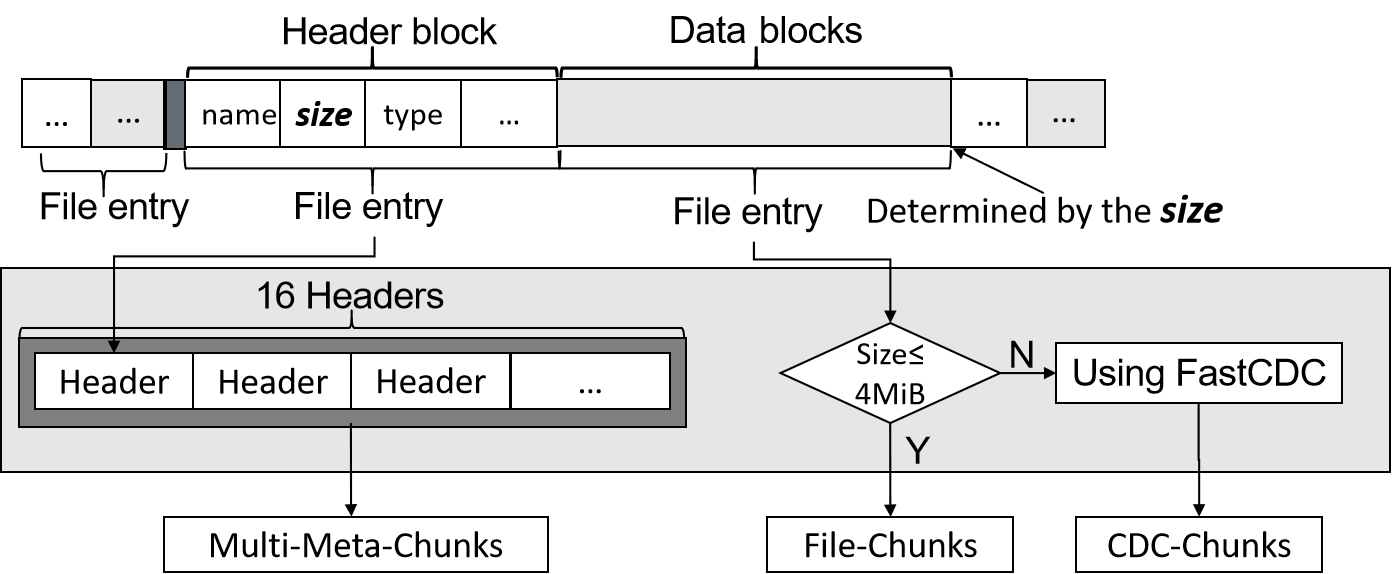 Header block
Data blocks
...
...
name
size
type
...
...
...
File entry
File entry
File entry
Determined by the size
16 Headers
Header
Header
Header
...
Size≤
4MiB
N
Using FastCDC
Y
Multi-Meta-Chunks
File-Chunks
CDC-Chunks